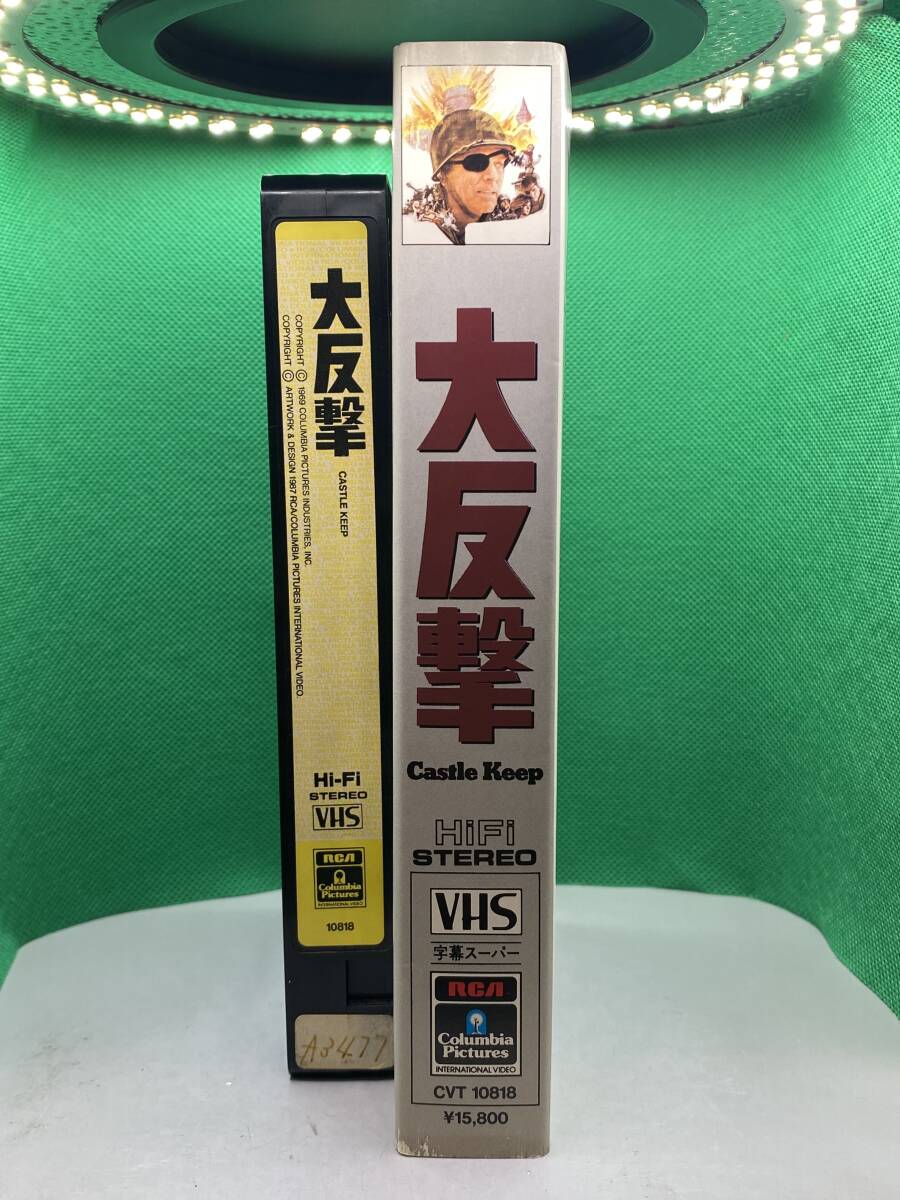 大反撃
CASTLE KEEP
COPYRIGHT © 1969 COLUMBIA PICTURES INDUSTRIES, INC.
COPYRIGHT © ARTWORK & DESIGN 1987 RCA/COLUMBIA PICTURES INTERNATIONAL VIDEO.
Hi-Fi
STEREO
VHS
RCA
Columbia
Pictures
INTERNATIONAL VIDEO
10818
A3477
大反撃
Castle Keep
HiFi
STEREO
VHS
字幕スーパー
RCA
Columbia
Pictures
INTERNATIONAL VIDEO
CVT 10818
¥15,800